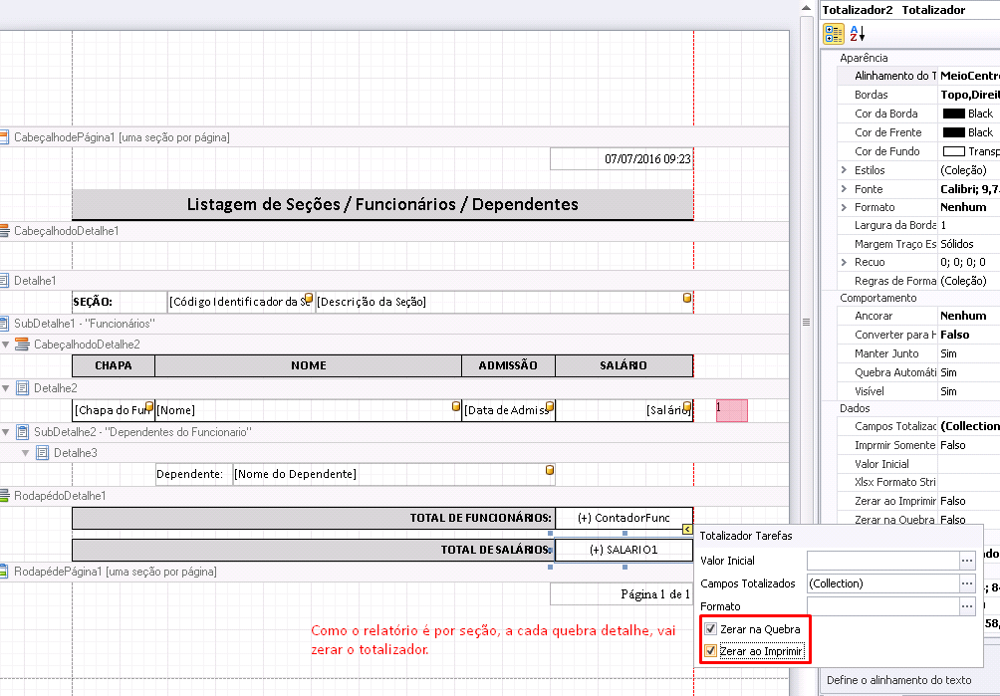 Totalizador2 Totalizador
Aparência
Alinhamento do T MeioCentr
Bordas Topo,Direi
Cor da Borda Black
Cor de Frente Black
Cor de Fundo Transp
Estilos (Coleção)
Fonte Calibri; 9,7
Formato Nenhum
Largura da Borda 1
Margem Traço Es Sólidos
Recuo 0; 0; 0; 0
Regras de Forma (Coleção)
Comportamento
Ancorar Nenhum
Converter para H Falso
Manter Junto Sim
Quebra Automáti Sim
Visível Sim
Dados
Campos Totalizac (Collection
Imprmir Somente Falso
Valor Inicial
Xlsx Formato Stri
Zerar ao Imprimir Falso
Zerar na Quebra Falso
CabeçalhodePágina1 [uma seção por página]
07/07/2016 09:23
Listagem de Seções / Funcionários / Dependentes
CabeçalhodoDetalhe1
Detalhe1
SEÇÃO: [Código Identificador da Se [Descrição da Seção]
SubDetalhe1 - "Funcionários"
CabeçalhodoDetalhe2
CHAPA NOME ADMISSÃO SALÁRIO
Detalhe2
[Chapa do Fun [Nome] [Data de Admiss [Salário] 1
SubDetalhe2 - "Dependentes do Funcionario"
Detalhe3
Dependente: [Nome do Dependente]
RodapédoDetalhe1
TOTAL DE FUNCIONÁRIOS: (+) ContadorFunc
TOTAL DE SALÁRIOS: (+) SALARIO1
RodapédePágina1 [uma seção por página]
Página 1 de 1
Como o relatório é por seção, a cada quebra detalhe, vai
zerar o totalizador.
Totalizador Tarefas
Valor Inicial ...
Campos Totalizados (Collection) ...
Formato ...
Zerar na Quebra
Zerar ao Imprimir
Define o alinhamento do texto